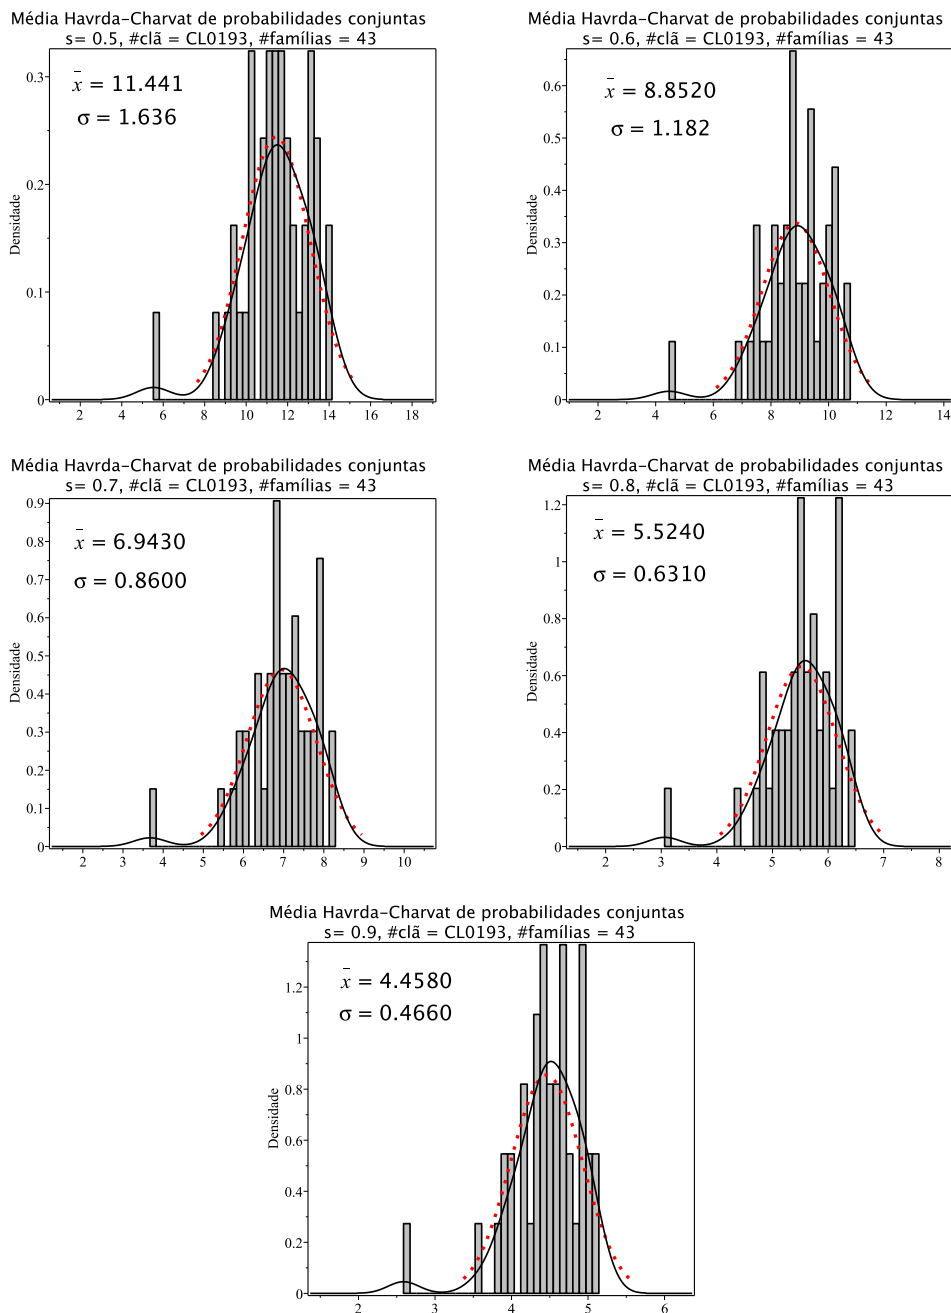 Média Havrda-Charvat de probabilidades conjuntas
s= 0.5, #clã = CL0193, #famílias = 43
x̄ = 11.441
σ = 1.636
Densidade
0.3
0.2
0.1
0
2 4 6 8 10 12 14 16 18
Média Havrda-Charvat de probabilidades conjuntas
s= 0.6, #clã = CL0193, #famílias = 43
x̄ = 8.8520
σ = 1.182
Densidade
0.6
0.5
0.4
0.3
0.2
0.1
0
2 4 6 8 10 12 14
Média Havrda-Charvat de probabilidades conjuntas
s= 0.7, #clã = CL0193, #famílias = 43
x̄ = 6.9430
σ = 0.8600
Densidade
0.9
0.8
0.7
0.6
0.5
0.4
0.3
0.2
0.1
0
2 3 4 5 6 7 8 9 10
Média Havrda-Charvat de probabilidades conjuntas
s= 0.8, #clã = CL0193, #famílias = 43
x̄ = 5.5240
σ = 0.6310
Densidade
1.2
1
0.8
0.6
0.4
0.2
0
2 3 4 5 6 7 8
Média Havrda-Charvat de probabilidades conjuntas
s= 0.9, #clã = CL0193, #famílias = 43
x̄ = 4.4580
σ = 0.4660
Densidade
1.2
1
0.8
0.6
0.4
0.2
0
2 3 4 5 6